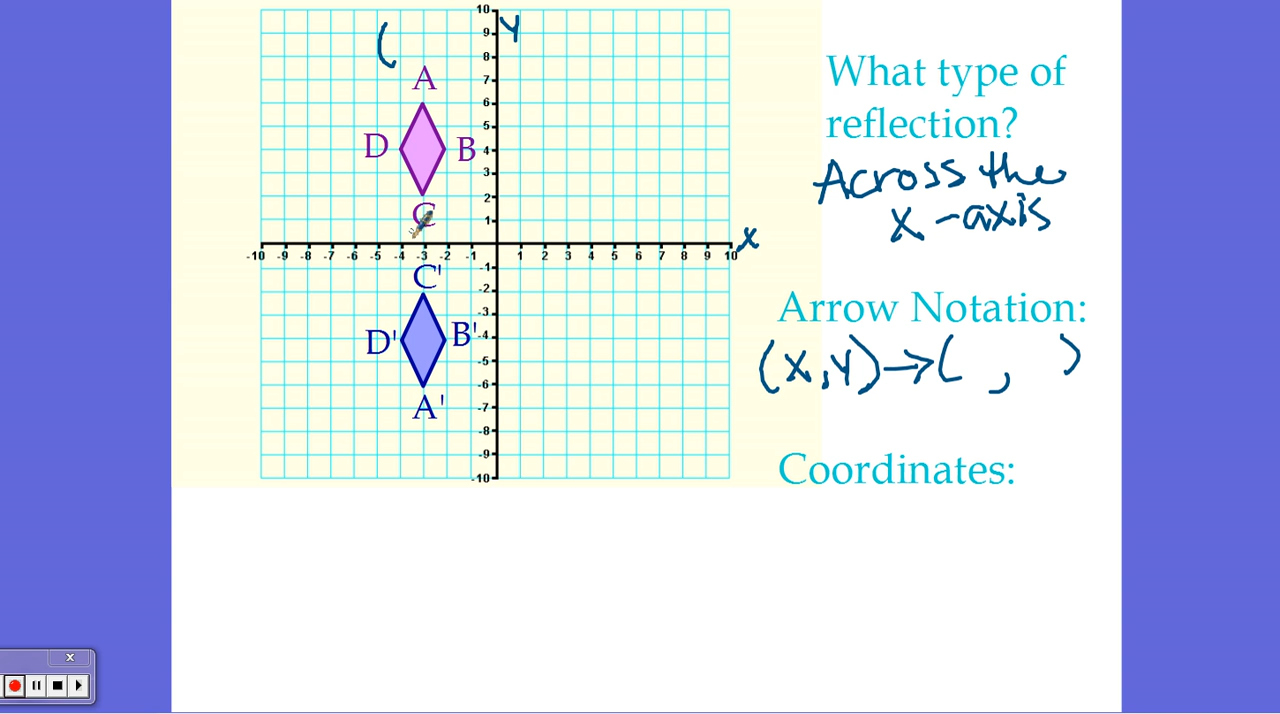 10 Y
9
(
8
A
7
6
5
D B 4
3
2
C
1
x
-10 -9 -8 -7 -6 -5 -4 -3 -2 -1 1 2 3 4 5 6 7 8 9 10
-1
C'
-2
-3
D' B' -4
-5
-6
A' -7
-8
-9
-10
What type of
reflection?
Across the
x-axis
Arrow Notation:
(X,Y)→( , )
Coordinates:
x